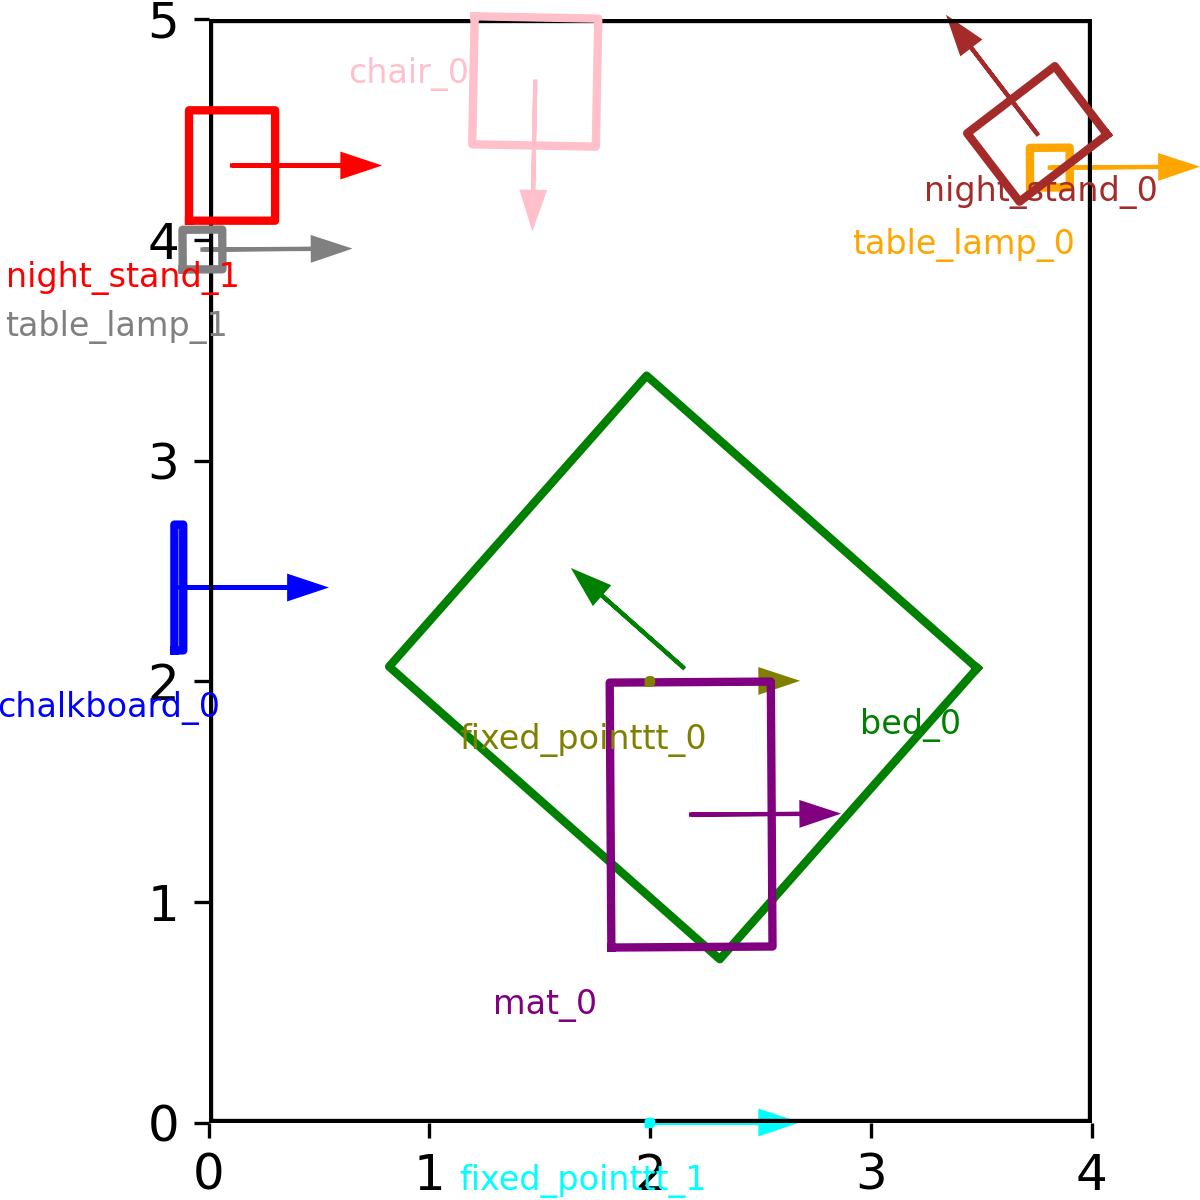 5
chair_0
night_stand_0
4
table_lamp_0
night_stand_1
table_lamp_1
3
2
chalkboard_0
fixed_pointtt_0
bed_0
1
mat_0
0
0 1 2 3 4
fixed_pointtt_1